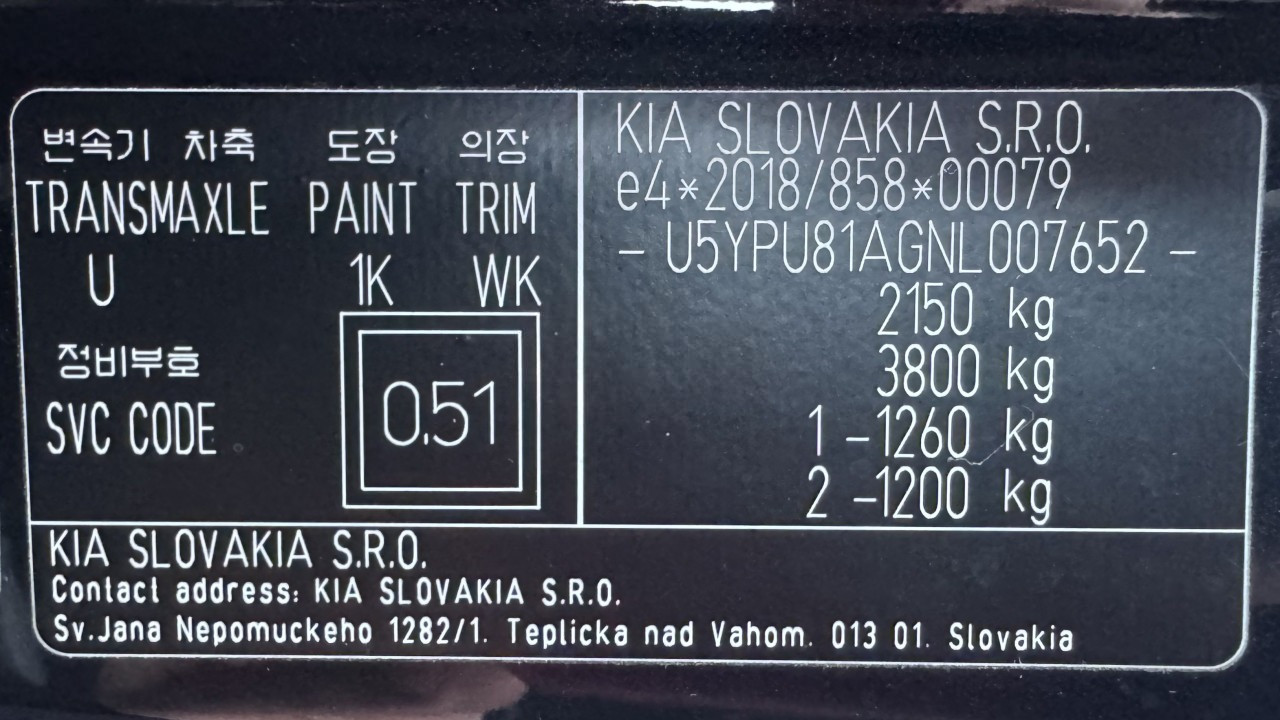 변속기 차축 도장 의장
TRANSMAXLE PAINT TRIM
U 1K WK
정비부호
SVC CODE
0.51
KIA SLOVAKIA S.R.O.
e4*2018/858*00079
- U5YPU81AGNL007652 -
2150 kg
3800 kg
1 -1260 kg
2 -1200 kg
KIA SLOVAKIA S.R.O.
Contact address: KIA SLOVAKIA S.R.O.
Sv.Jana Nepomuckeho 1282/1. Teplicka nad Vahom. 013 01. Slovakia